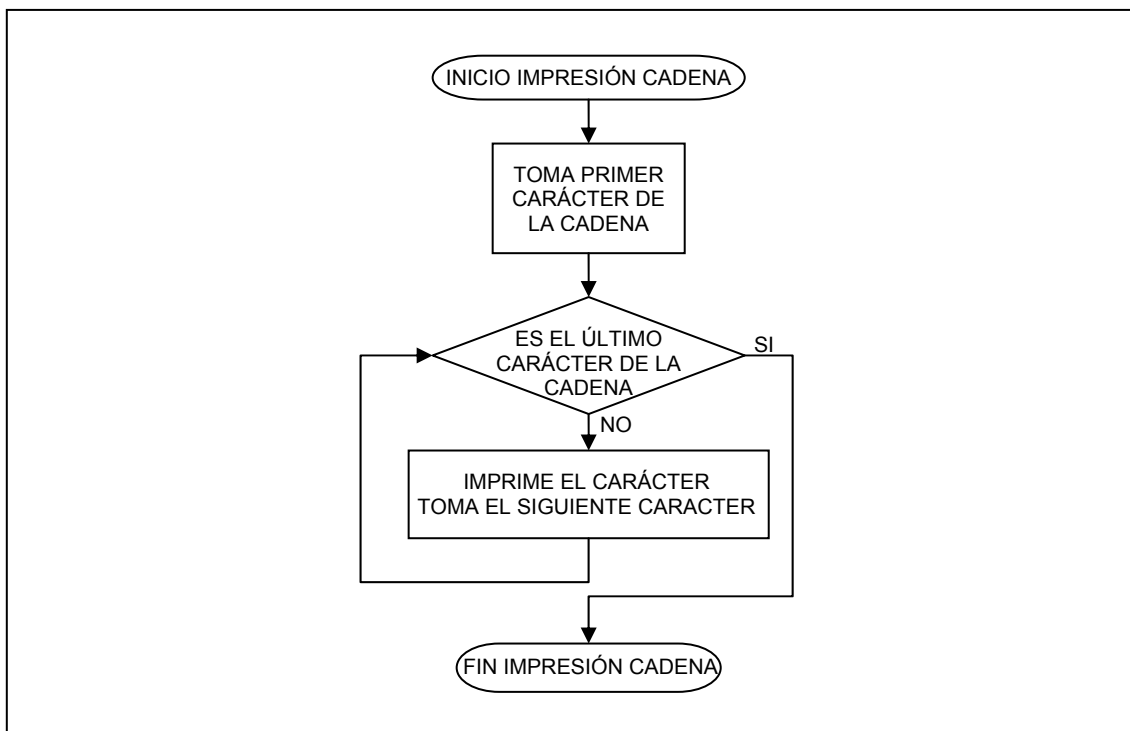 INICIO IMPRESIÓN CADENA
TOMA PRIMER
CARÁCTER DE
LA CADENA
ES EL ÚLTIMO
CARÁCTER DE LA
CADENA
SI
NO
IMPRIME EL CARÁCTER
TOMA EL SIGUIENTE CARACTER
FIN IMPRESIÓN CADENA